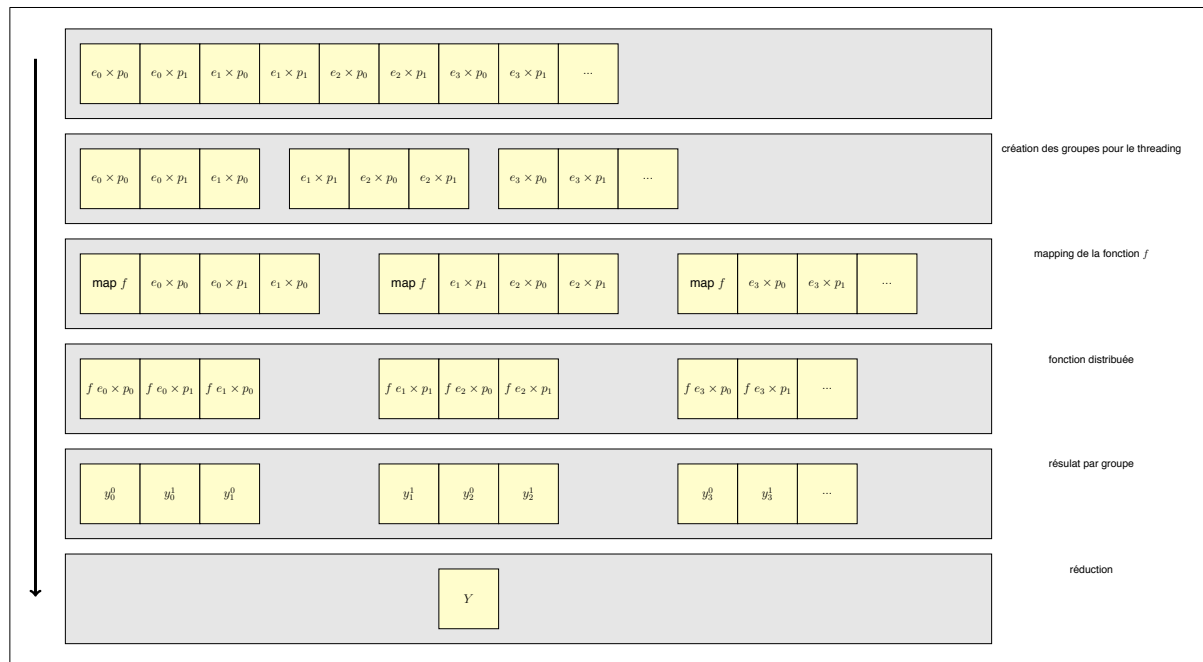 e₀ × p₀ e₀ × p₁ e₁ × p₀ e₁ × p₁ e₂ × p₀ e₂ × p₁ e₃ × p₀ e₃ × p₁ ...
création des groupes pour le threading
e₀ × p₀ e₀ × p₁ e₁ × p₀ e₁ × p₁ e₂ × p₀ e₂ × p₁ e₃ × p₀ e₃ × p₁ ...
mapping de la fonction f
map f e₀ × p₀ e₀ × p₁ e₁ × p₀ map f e₁ × p₁ e₂ × p₀ e₂ × p₁ map f e₃ × p₀ e₃ × p₁ ...
fonction distribuée
f e₀ × p₀ f e₀ × p₁ f e₁ × p₀ f e₁ × p₁ f e₂ × p₀ f e₂ × p₁ f e₃ × p₀ f e₃ × p₁ ...
résulat par groupe
y₀⁰ y₀¹ y₁⁰ y₁¹ y₂⁰ y₂¹ y₃⁰ y₃¹ ...
réduction
Y